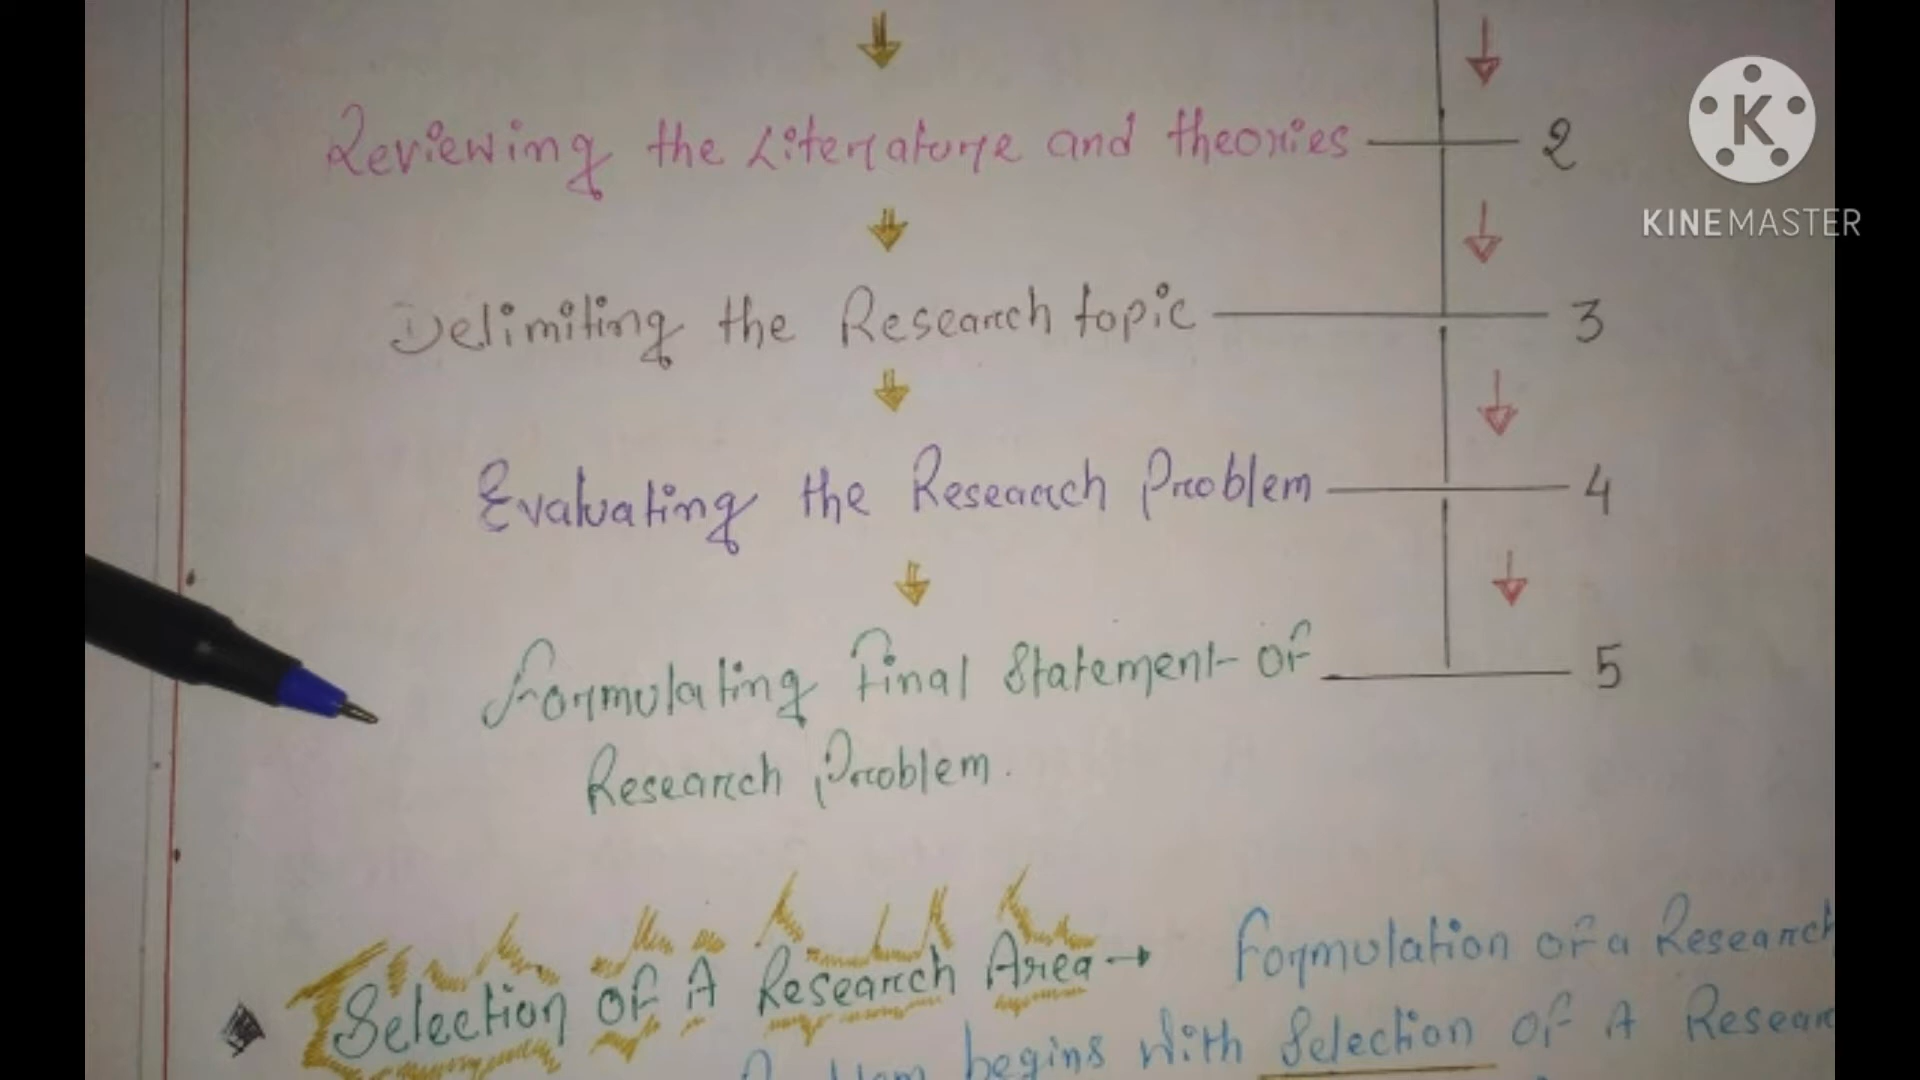 Reviewing the Literature and theories 2
Delimiting the Research topic 3
Evaluating the Research Problem 4
Formulating Final Statement of 5
Research Problem.
Selection of A Research Area → Formulation of a Research
begins with Selection of A
KINEMASTER